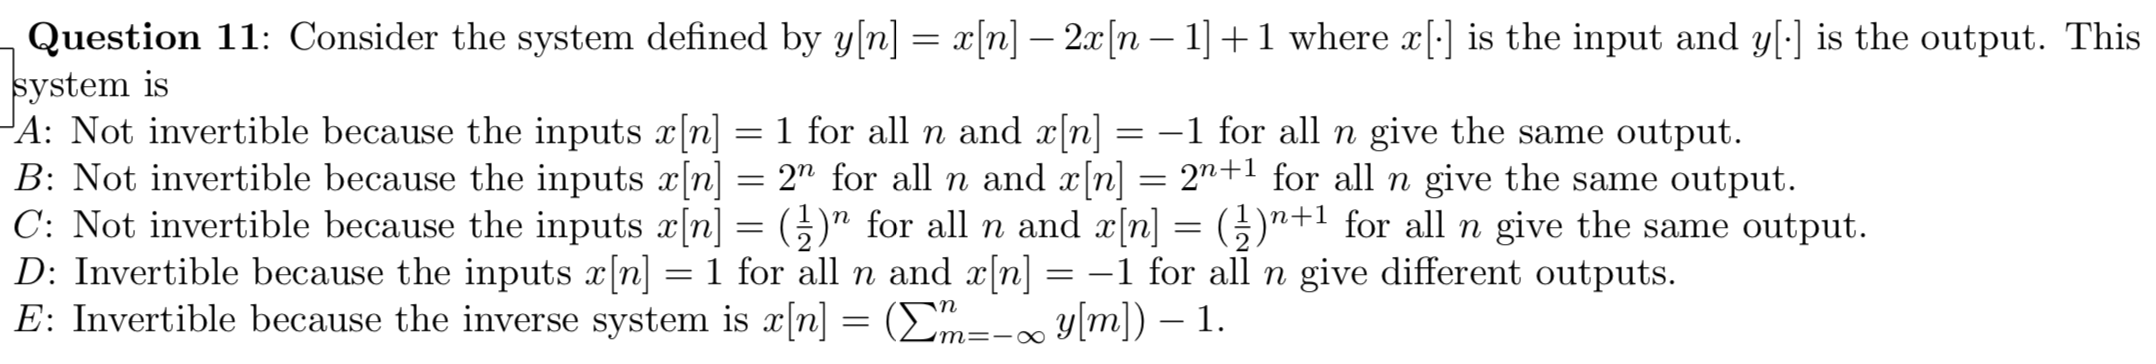 Question 11: Consider the system defined by y[n] = x[n] − 2x[n − 1] + 1 where x[·] is the input and y[·] is the output. This
system is
A: Not invertible because the inputs x[n] = 1 for all n and x[n] = −1 for all n give the same output.
B: Not invertible because the inputs x[n] = 2^n for all n and x[n] = 2^{n+1} for all n give the same output.
C: Not invertible because the inputs x[n] = (1/2)^n for all n and x[n] = (1/2)^{n+1} for all n give the same output.
D: Invertible because the inputs x[n] = 1 for all n and x[n] = −1 for all n give different outputs.
E: Invertible because the inverse system is x[n] = (∑_{m=−∞}^{n} y[m]) − 1.